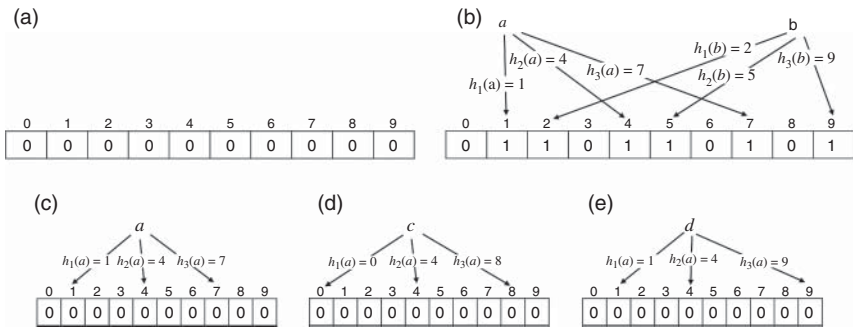 (a)
0 1 2 3 4 5 6 7 8 9
0 0 0 0 0 0 0 0 0 0
(b)
a b
h1(a) = 1
h2(a) = 4
h3(a) = 7
h1(b) = 2
h2(b) = 5
h3(b) = 9
0 1 2 3 4 5 6 7 8 9
0 1 1 0 1 1 0 1 0 1
(c)
a
h1(a) = 1 h2(a) = 4 h3(a) = 7
0 1 2 3 4 5 6 7 8 9
0 0 0 0 0 0 0 0 0 0
(d)
c
h1(a) = 0 h2(a) = 4 h3(a) = 8
0 1 2 3 4 5 6 7 8 9
0 0 0 0 0 0 0 0 0 0
(e)
d
h1(a) = 1 h2(a) = 4 h3(a) = 9
0 1 2 3 4 5 6 7 8 9
0 0 0 0 0 0 0 0 0 0